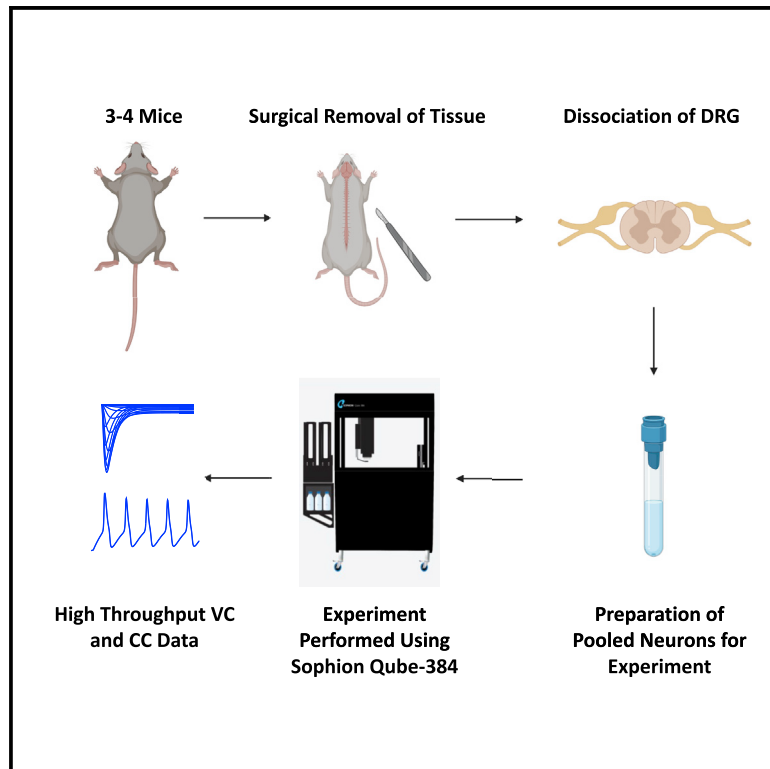 3-4 Mice
Surgical Removal of Tissue
Dissociation of DRG
High Throughput VC
and CC Data
Experiment
Performed Using
Sophion Qube-384
Preparation of
Pooled Neurons for
Experiment